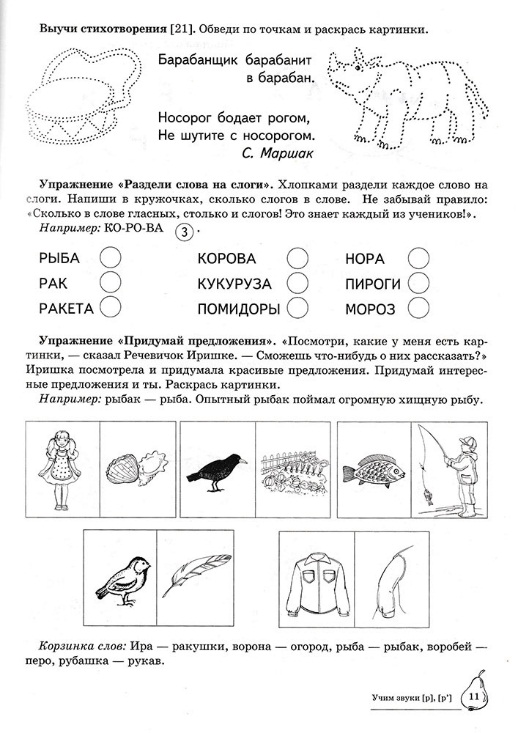 Выучи стихотворения [21]. Обведи по точкам и раскрась картинки.
Барабанщик барабанит
в барабан.
Носорог бодает рогом,
Не шутите с носорогом.
С. Маршак
Упражнение «Раздели слова на слоги». Хлопками раздели каждое слово на
слоги. Напиши в кружочках, сколько слогов в слове. Не забывай правило:
«Сколько в слове гласных, столько и слогов! Это знает каждый из учеников!».
Например: КО-РО-ВА 3 .
РЫБА КОРОВА НОРА
РАК КУКУРУЗА ПИРОГИ
РАКЕТА ПОМИДОРЫ МОРОЗ
Упражнение «Придумай предложения». «Посмотри, какие у меня есть кар-
тинки, — сказал Речевичок Иришке. — Сможешь что-нибудь о них рассказать?»
Иришка посмотрела и придумала красивые предложения. Придумай интерес-
ные предложения и ты. Раскрась картинки.
Например: рыбак — рыба. Опытный рыбак поймал огромную хищную рыбу.
Корзинка слов: Ира — ракушки, ворона — огород, рыба — рыбак, воробей —
перо, рубашка — рукав.
Учим звуки [р], [р']
11